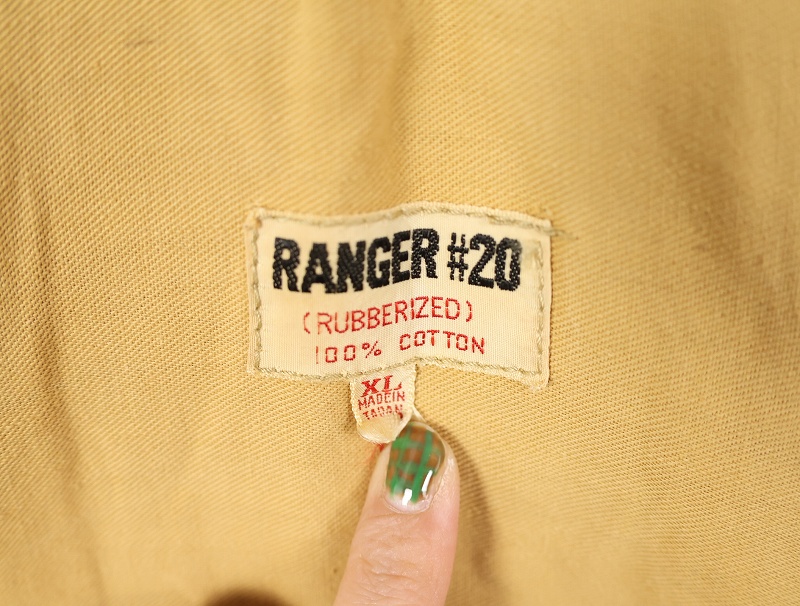 RANGER #20
(RUBBERIZED)
100% COTTON
XL
MADE IN
JAPAN